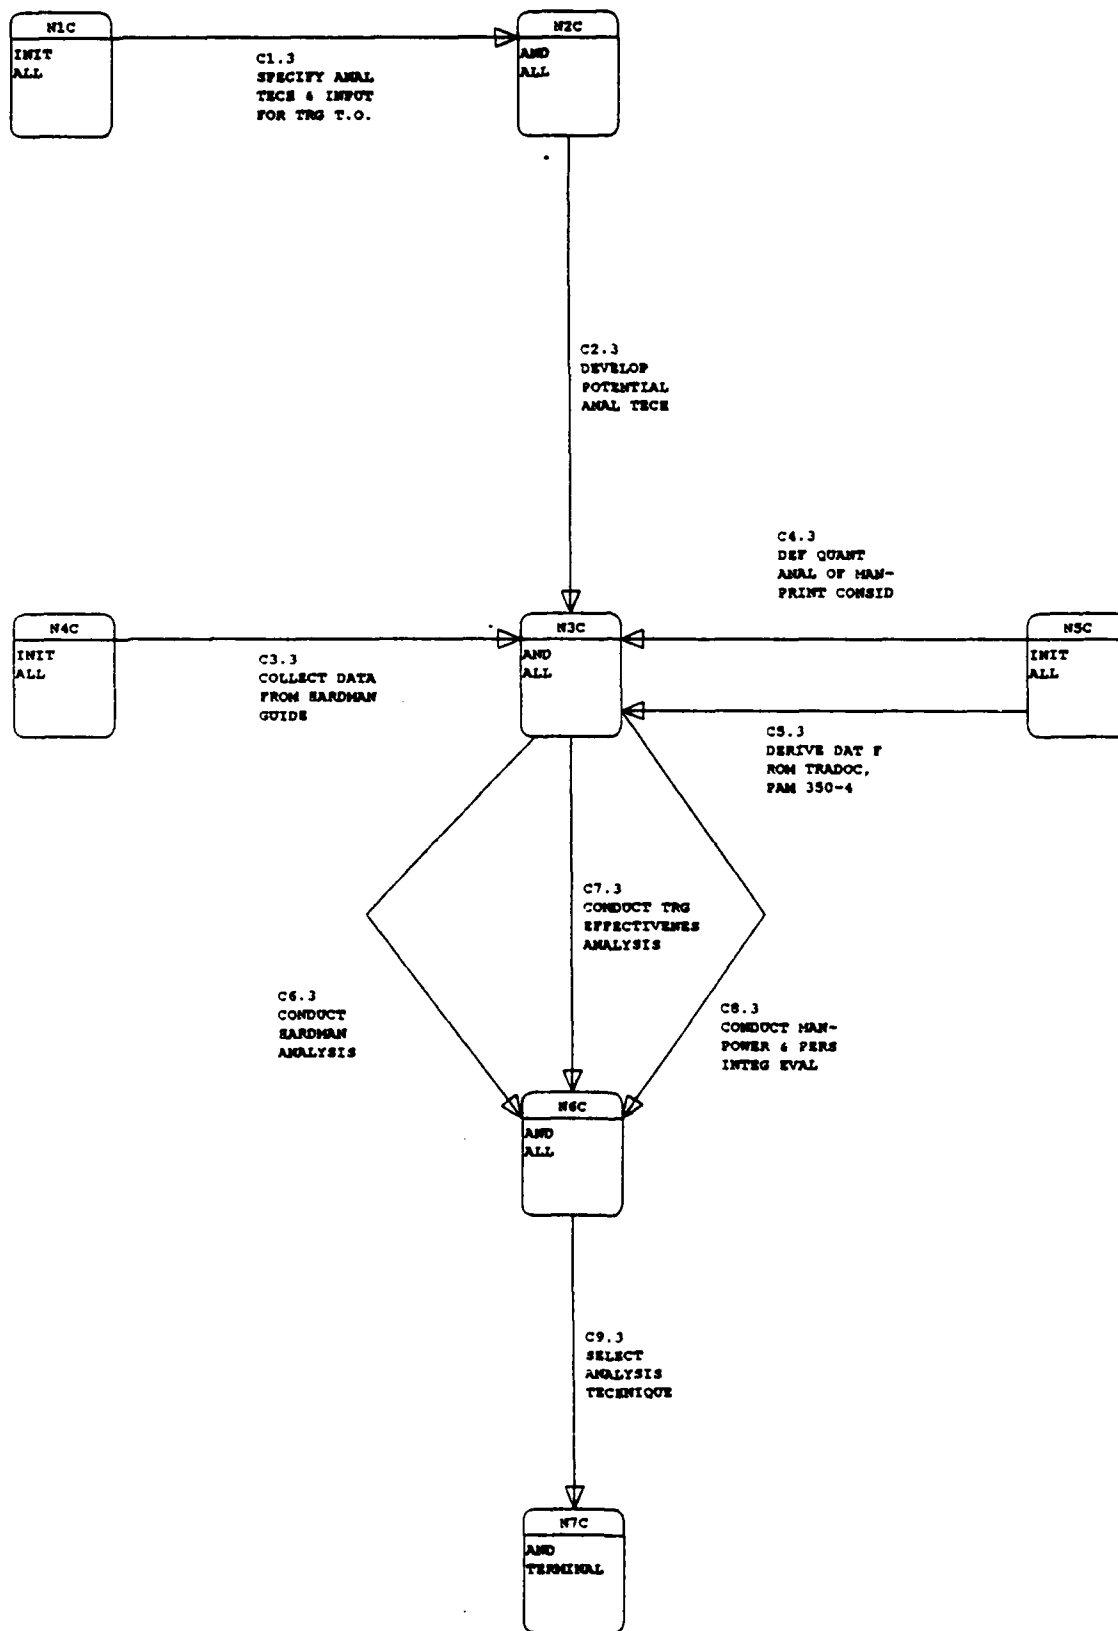 N1C
INIT
ALL
C1.3
SPECIFY ANAL
TECH & INPUT
FOR TRG T.O.
N2C
AND
ALL
C2.3
DEVELOP
POTENTIAL
ANAL TECH
C4.3
DEF QUANT
ANAL OF MAN-
PRINT CONSID
N4C
INIT
ALL
C3.3
COLLECT DATA
FROM HARDMAN
GUIDE
N3C
AND
ALL
N5C
INIT
ALL
C5.3
DERIVE DAT F
ROM TRADOC,
PAM 350-4
C7.3
CONDUCT TRG
EFFECTIVENES
ANALYSIS
C6.3
CONDUCT
HARDMAN
ANALYSIS
C8.3
CONDUCT MAN-
POWER & PERS
INTEG EVAL
N6C
AND
ALL
C9.3
SELECT
ANALYSIS
TECHNIQUE
N7C
AND
TERMINAL